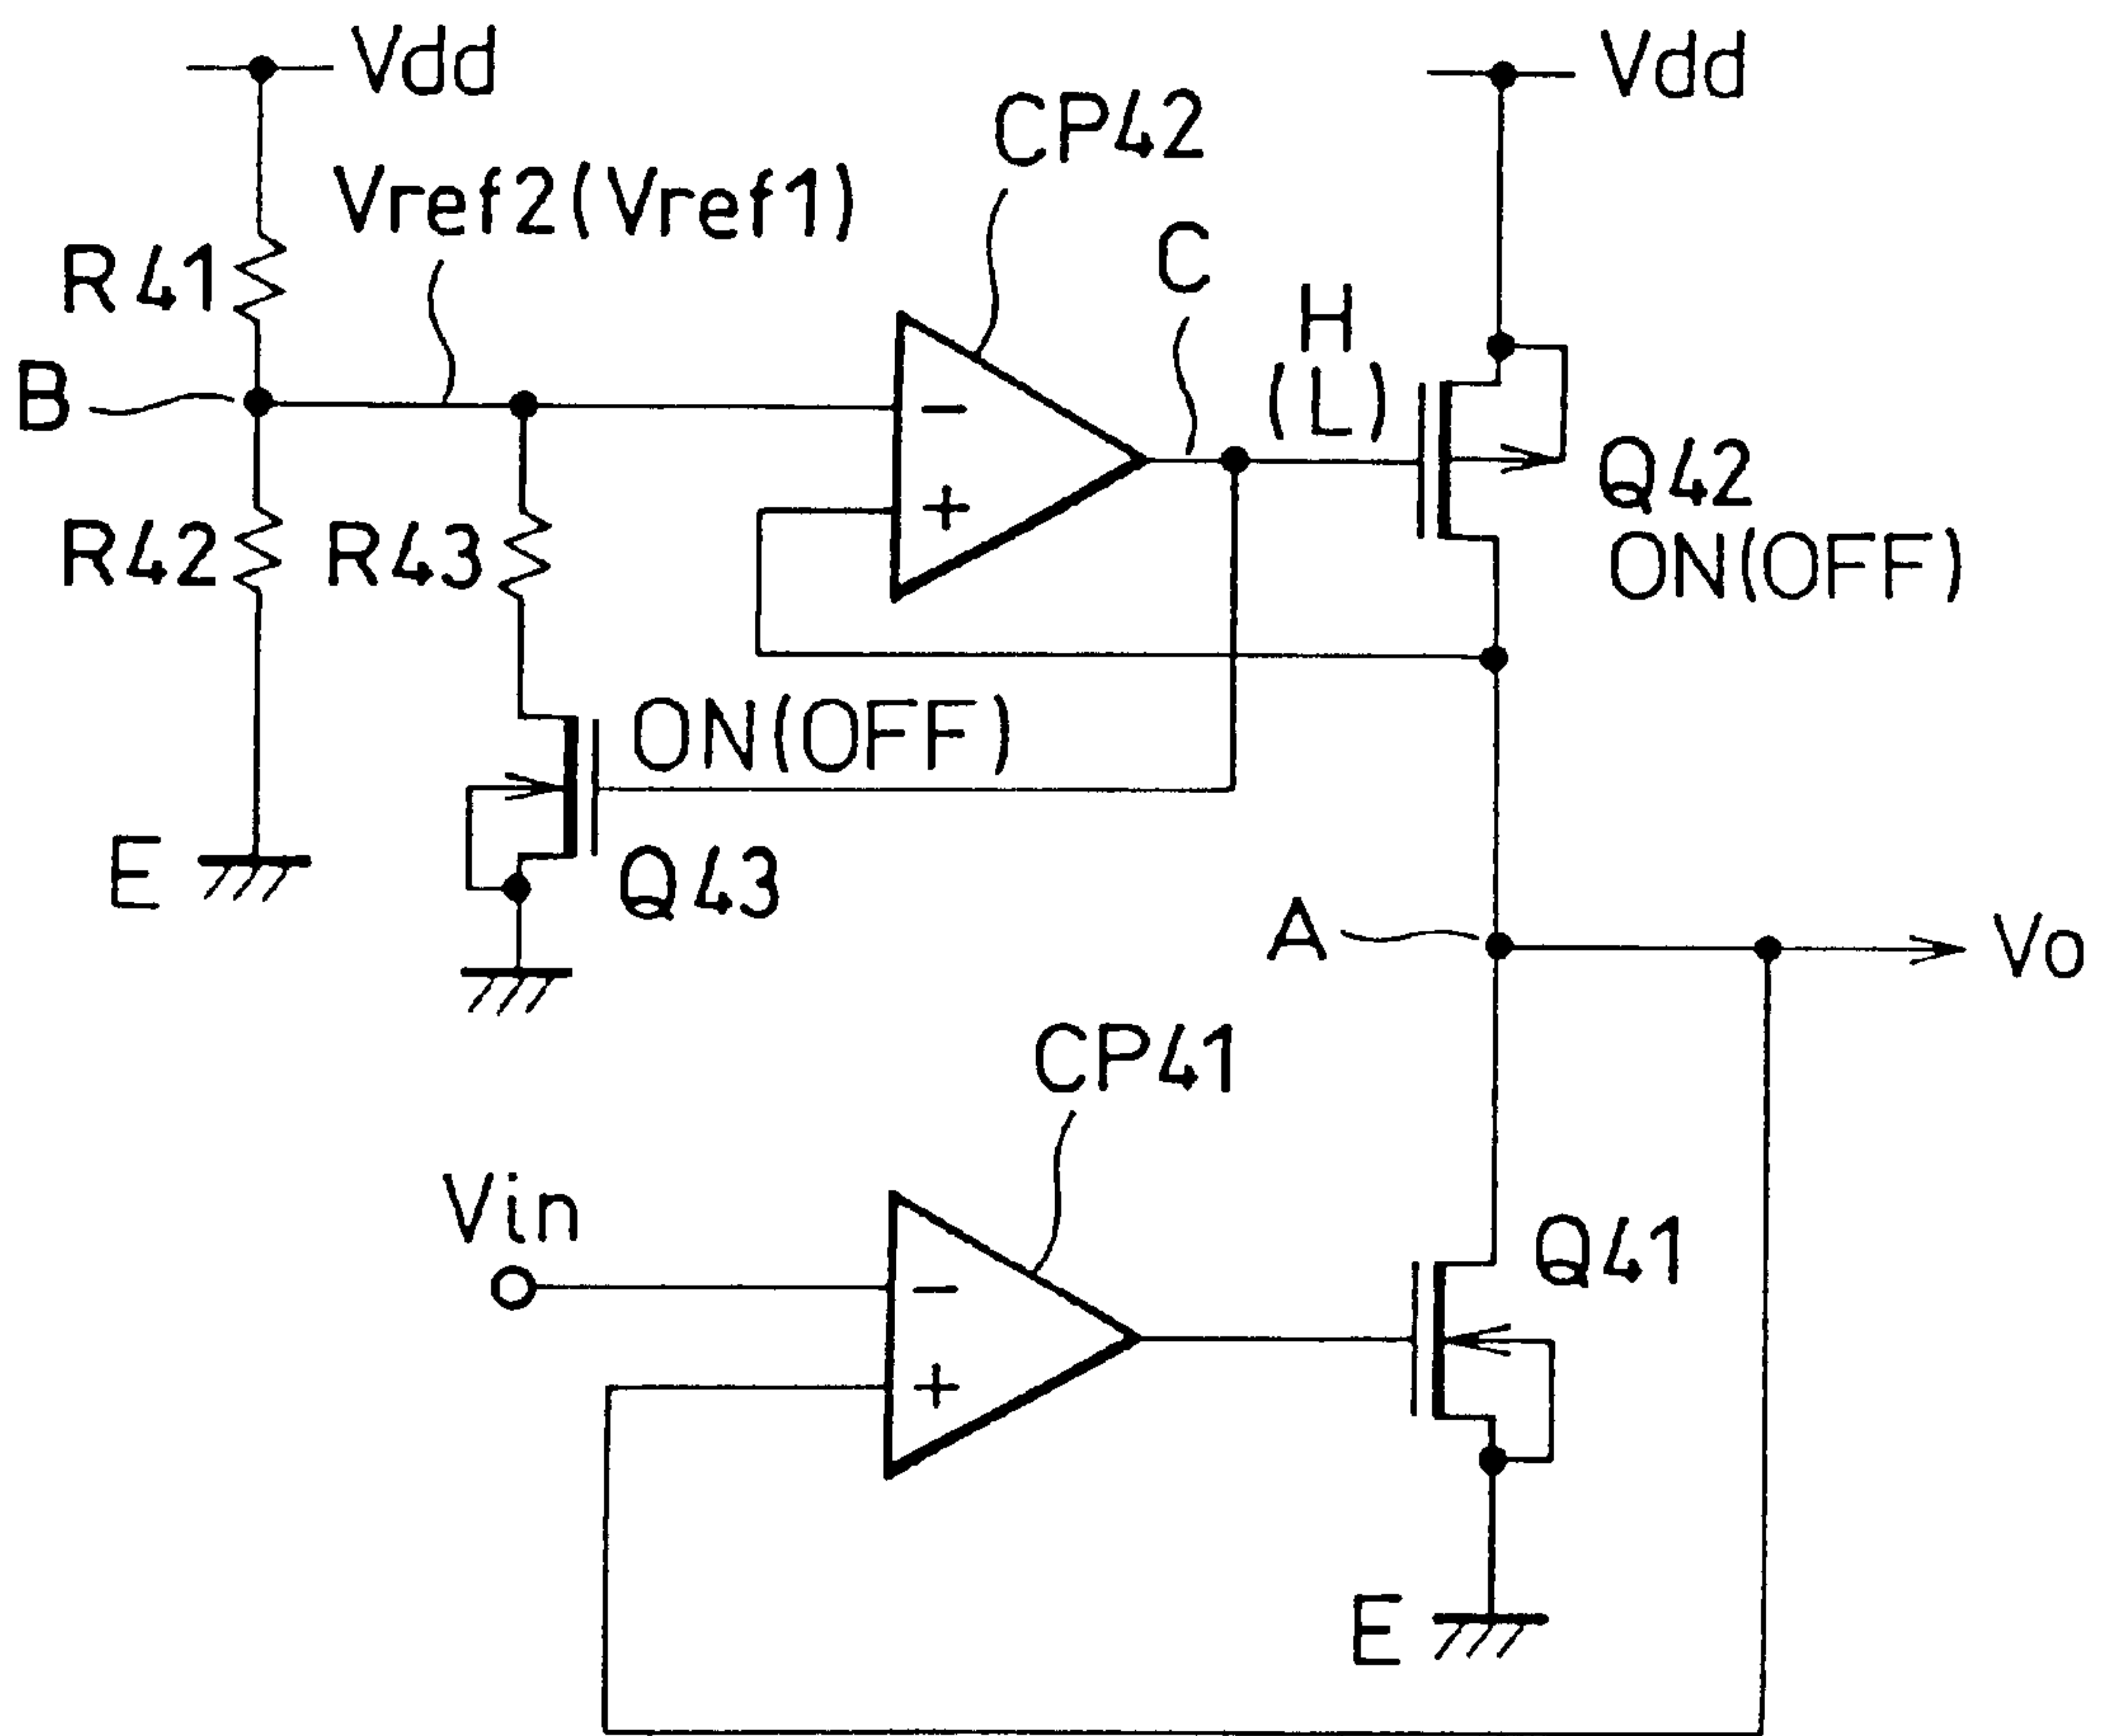 Vdd
Vdd
CP42
Vref2(Vref1)
C
R41
H
(L)
B
Q42
ON(OFF)
−
+
R42
R43
ON(OFF)
E
Q43
A
Vo
CP41
Vin
Q41
−
+
E